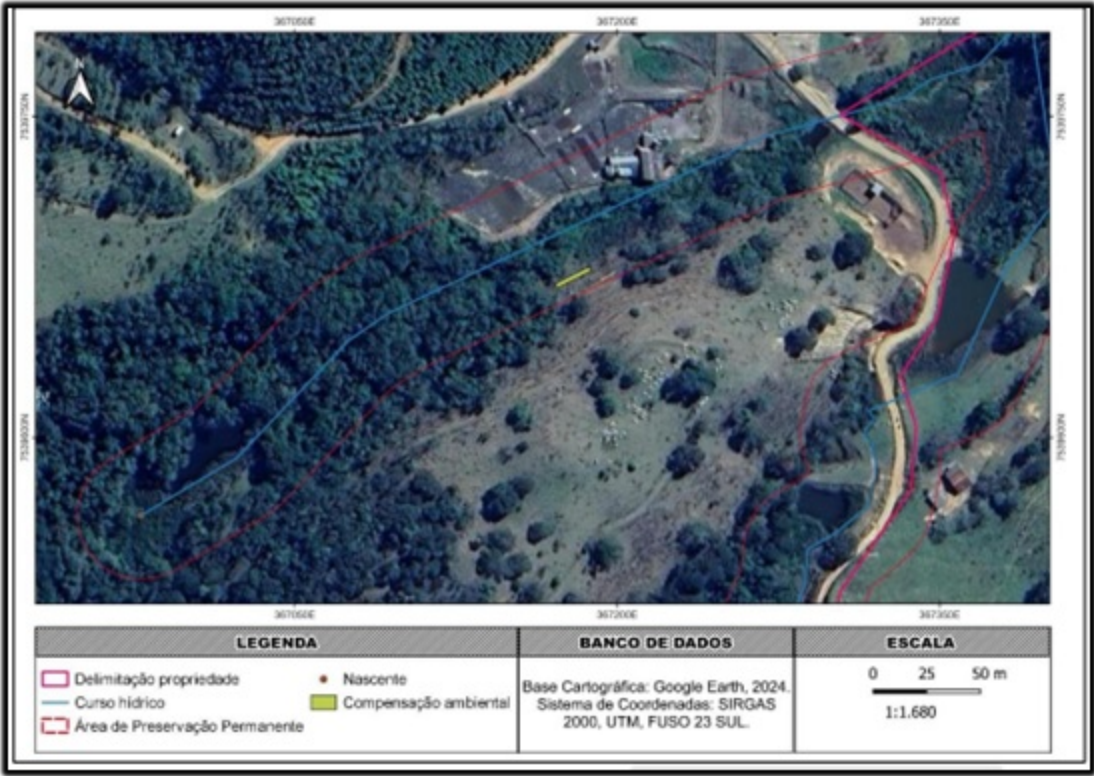 367050E
367200E
367350E
7539750N
7539750N
7539600N
7539600N
367050E
367200E
367350E
LEGENDA
Delimitação propriedade
Curso hídrico
Área de Preservação Permanente
Nascente
Compensação ambiental
BANCO DE DADOS
Base Cartográfica: Google Earth, 2024.
Sistema de Coordenadas: SIRGAS
2000, UTM, FUSO 23 SUL.
ESCALA
0 25 50 m
1:1.680